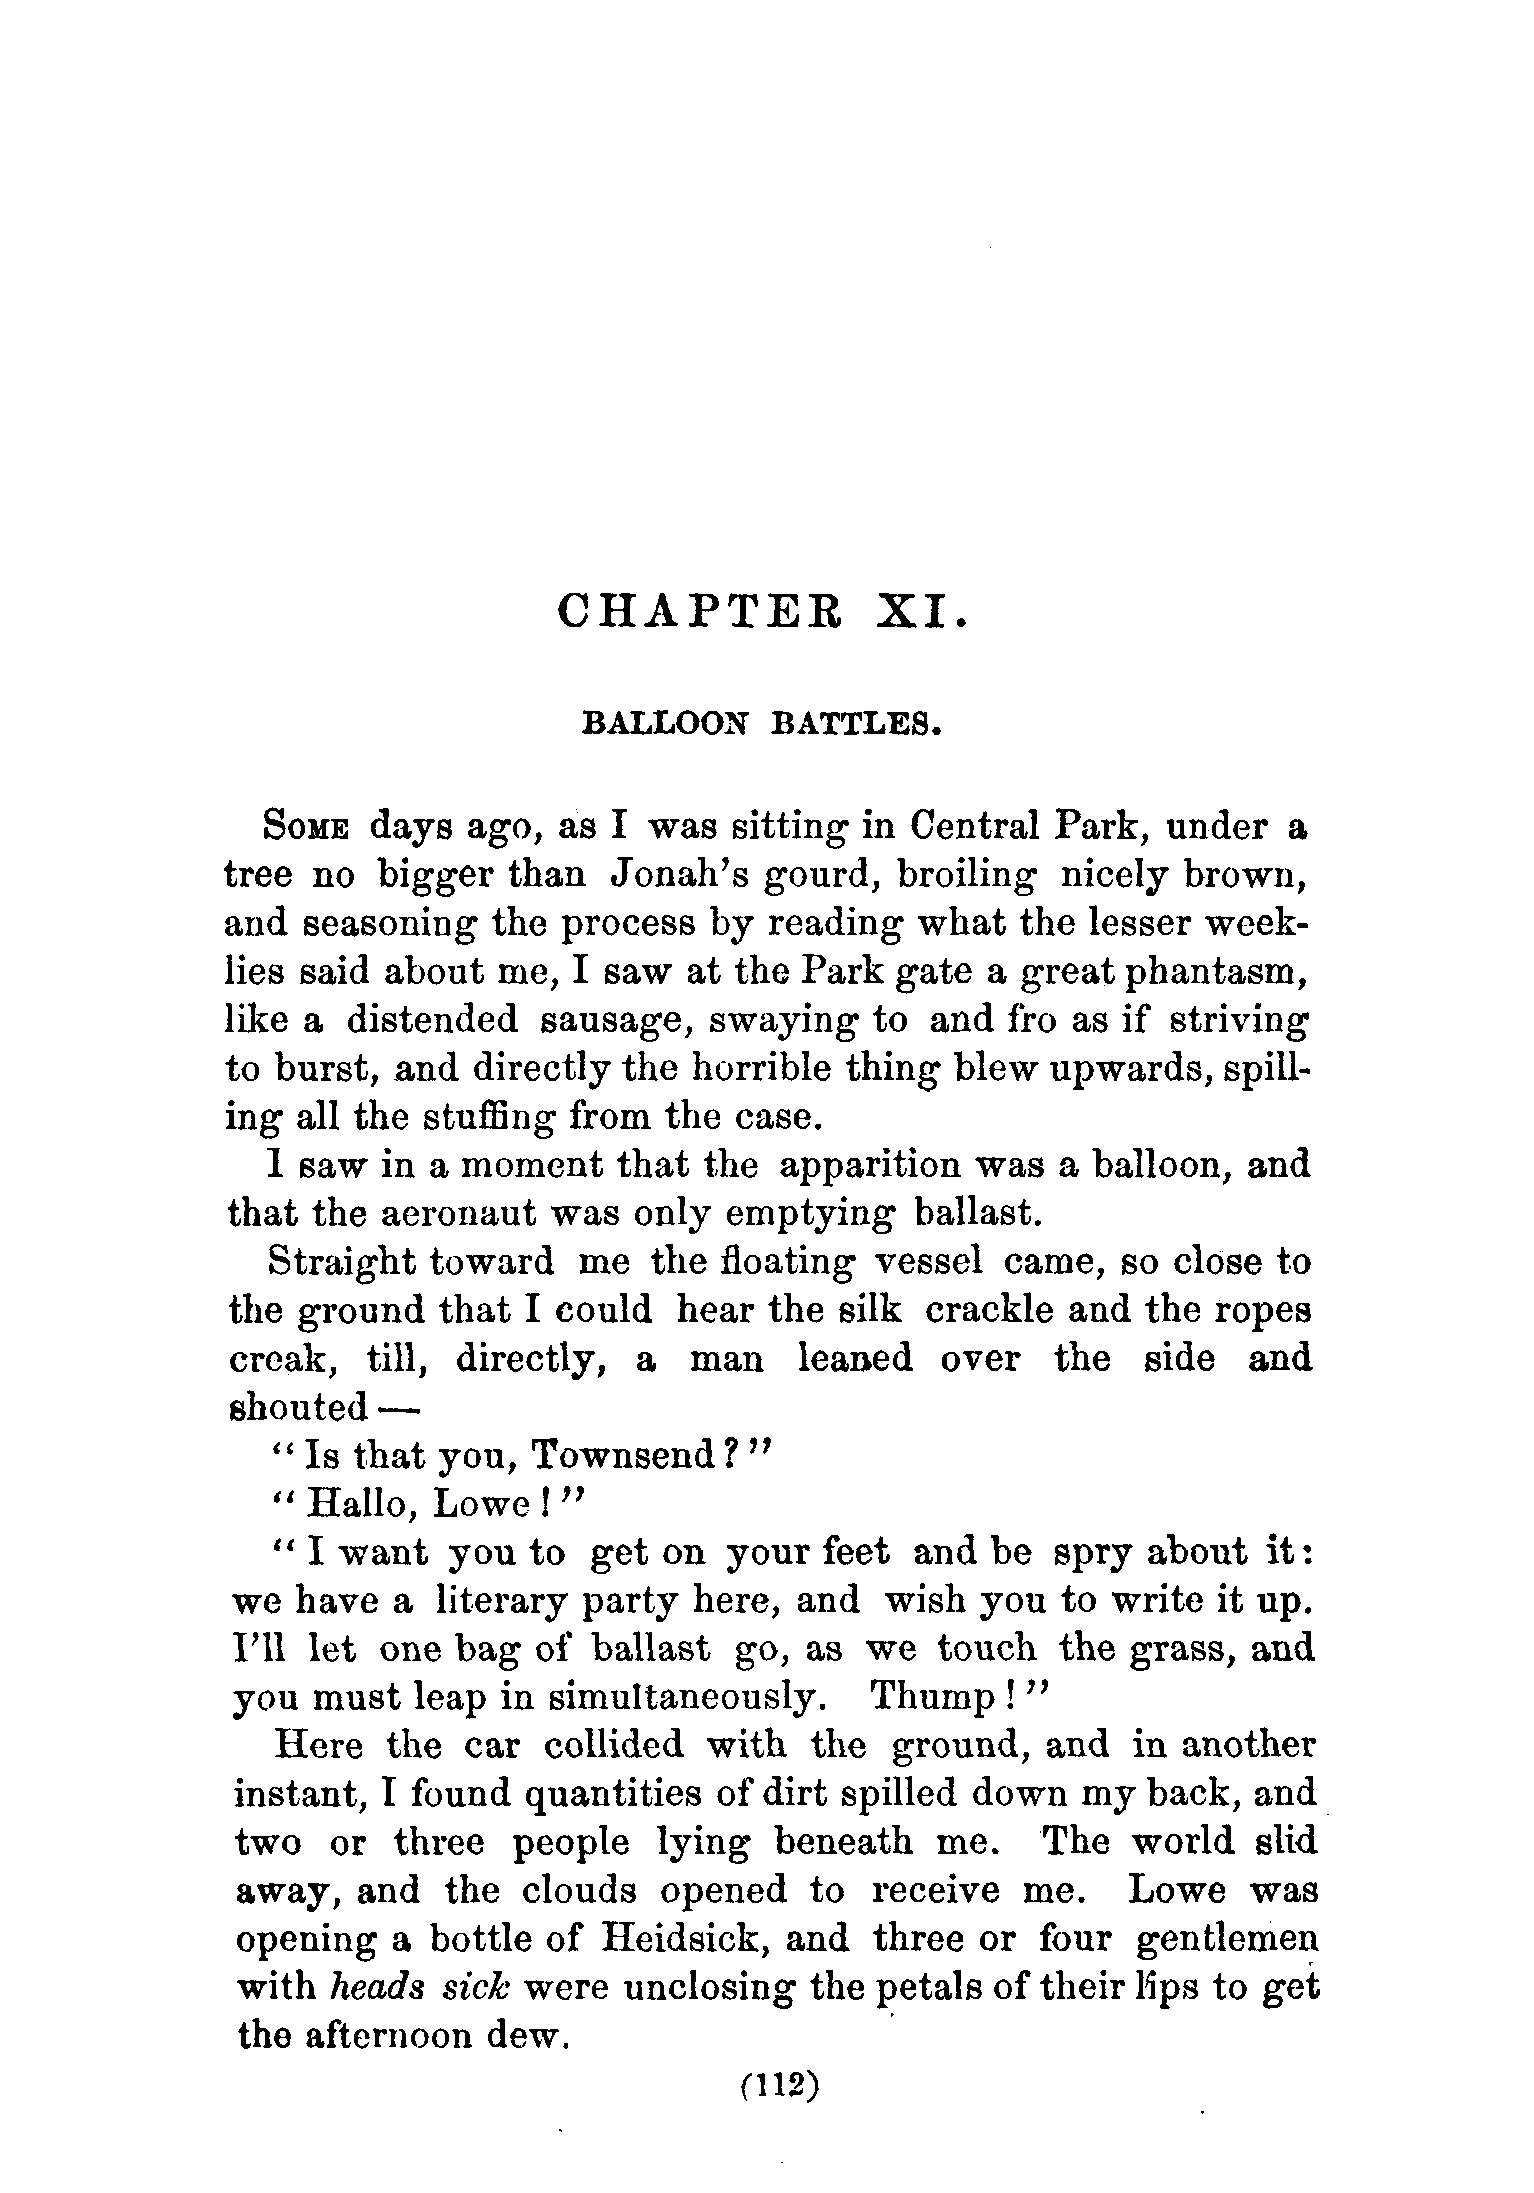 CHAPTER XI.
BALLOON BATTLES.
SOME days ago, as I was sitting in Central Park, under a
tree no bigger than Jonah's gourd, broiling nicely brown,
and seasoning the process by reading what the lesser week-
lies said about me, I saw at the Park gate a great phantasm,
like a distended sausage, swaying to and fro as if striving
to burst, and directly the horrible thing blew upwards, spill-
ing all the stuffing from the case.
I saw in a moment that the apparition was a balloon, and
that the aeronaut was only emptying ballast.
Straight toward me the floating vessel came, so close to
the ground that I could hear the silk crackle and the ropes
creak, till, directly, a man leaned over the side and
shouted —
"Is that you, Townsend?"
"Hallo, Lowe!"
"I want you to get on your feet and be spry about it:
we have a literary party here, and wish you to write it up.
I'll let one bag of ballast go, as we touch the grass, and
you must leap in simultaneously. Thump!"
Here the car collided with the ground, and in another
instant, I found quantities of dirt spilled down my back, and
two or three people lying beneath me. The world slid
away, and the clouds opened to receive me. Lowe was
opening a bottle of Heidsick, and three or four gentlemen
with heads sick were unclosing the petals of their lips to get
the afternoon dew.
(112)